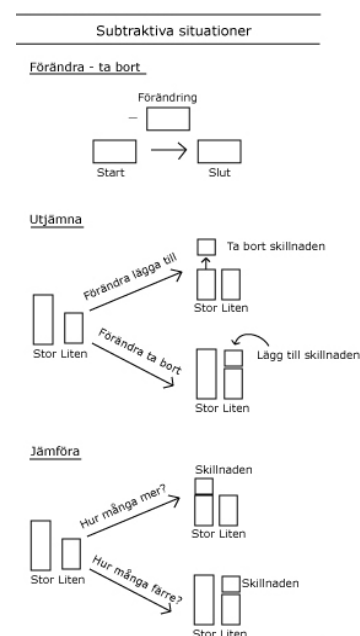 Subtraktiva situationer
Förändra - ta bort
Förändring
–
Start
Slut
Utjämna
Förändra lägga till
Ta bort skillnaden
Stor Liten
Stor Liten
Förändra ta bort
Lägg till skillnaden
Stor Liten
Jämföra
Skillnaden
Hur många mer?
Stor Liten
Stor Liten
Hur många färre?
Skillnaden
Stor Liten